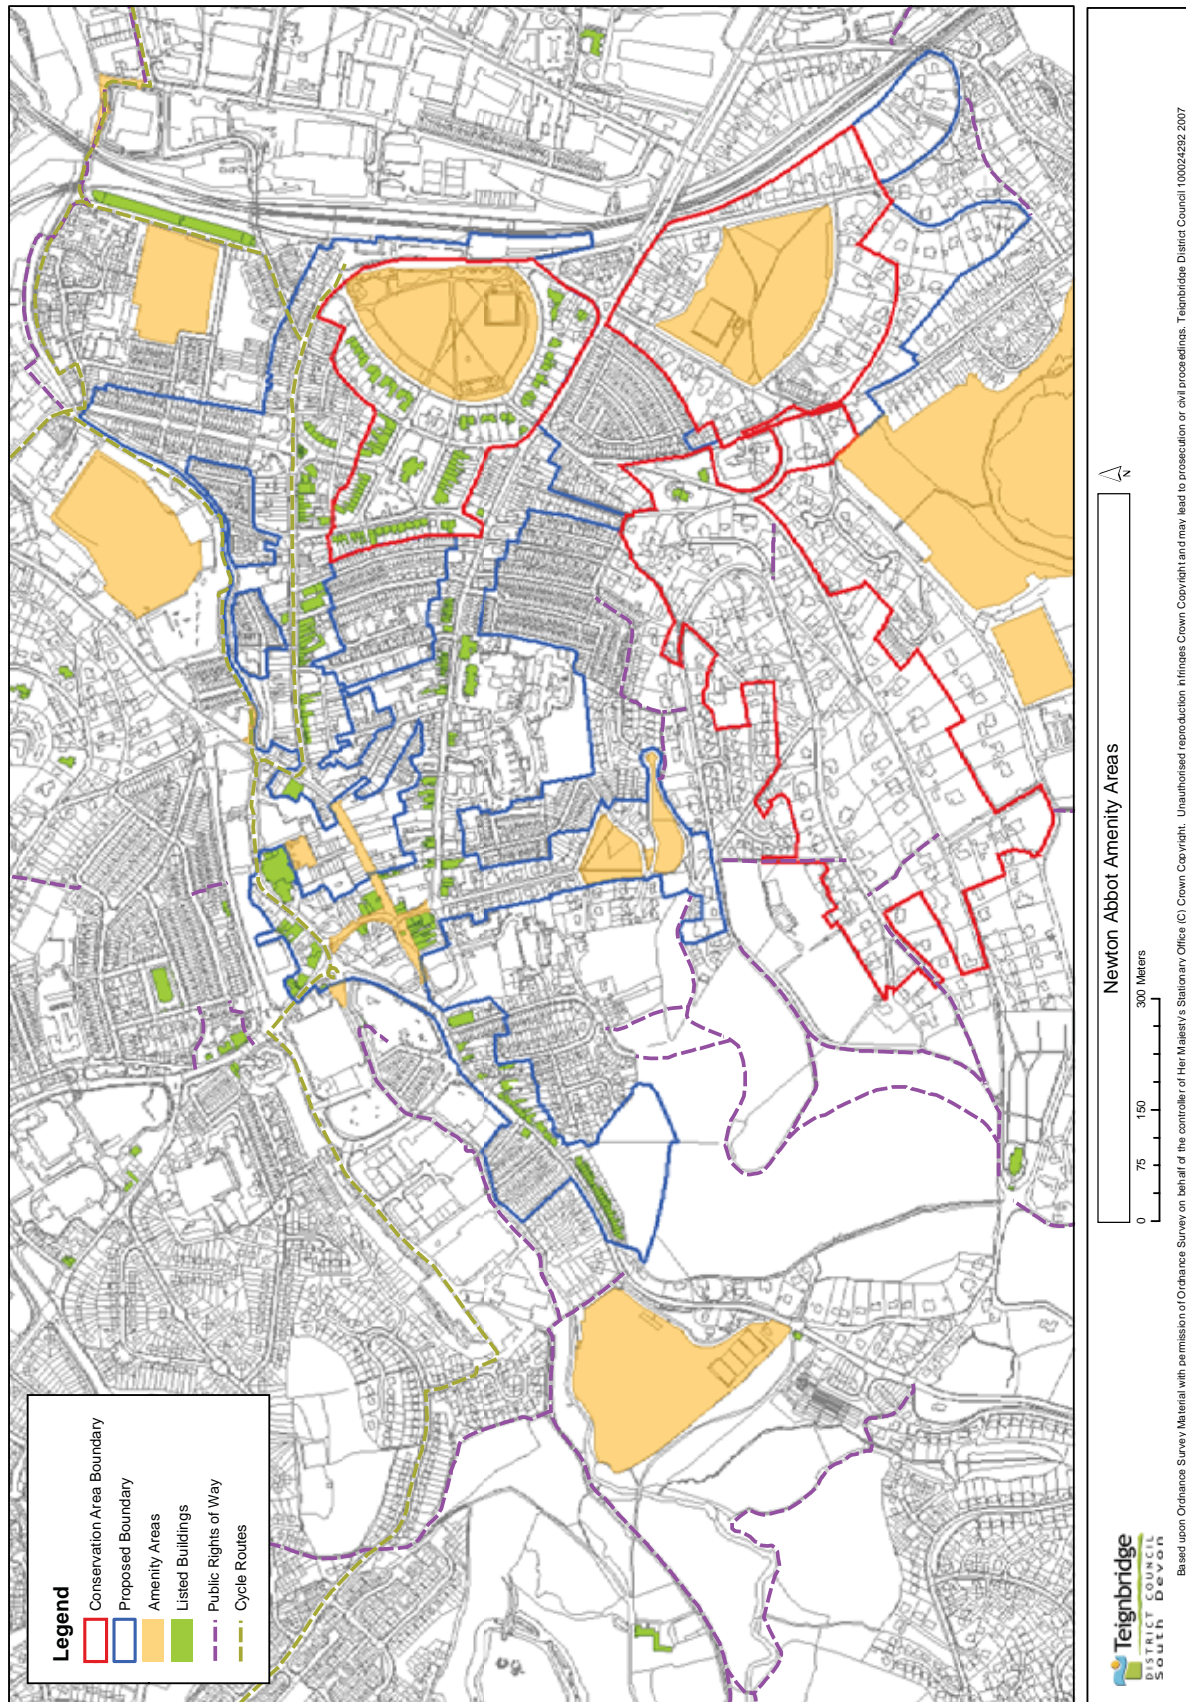 Legend
Conservation Area Boundary
Proposed Boundary
Amenity Areas
Listed Buildings
Public Rights of Way
Cycle Routes
Newton Abbot Amenity Areas
N
0 75 150 300 Meters
Teignbridge
DISTRICT COUNCIL
South Devon
Based upon Ordnance Survey Material with permission of Ordnance Survey on behalf of the controller of Her Majesty's Stationary Office (C) Crown Copyright. Unauthorised reproduction infringes Crown Copyright and may lead to prosecution or civil proceedings. Teignbridge District Council 100024292 2007